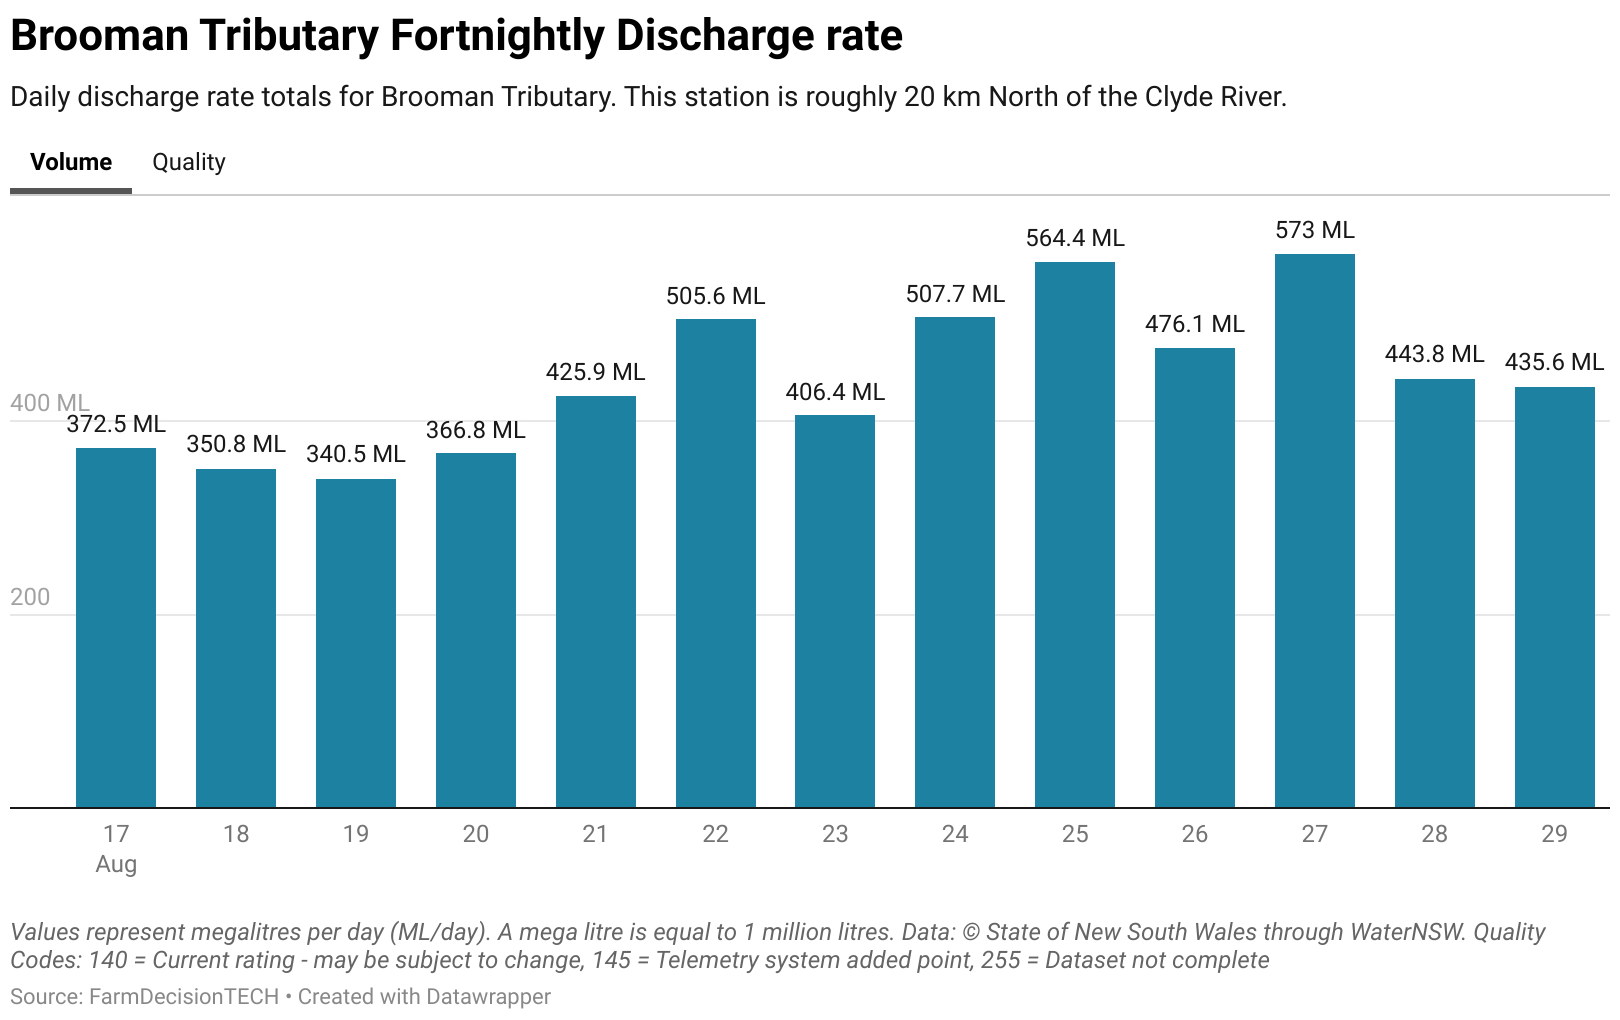 Brooman Tributary Fortnightly Discharge rate
Daily discharge rate totals for Brooman Tributary. This station is roughly 20 km North of the Clyde River.
Volume Quality
573 ML
564.4 ML
507.7 ML
505.6 ML
476.1 ML
443.8 ML
435.6 ML
425.9 ML
406.4 ML
400 ML
372.5 ML
366.8 ML
350.8 ML
340.5 ML
200
17 18 19 20 21 22 23 24 25 26 27 28 29
Aug
Values represent megalitres per day (ML/day). A mega litre is equal to 1 million litres. Data: © State of New South Wales through WaterNSW. Quality
Codes: 140 = Current rating - may be subject to change, 145 = Telemetry system added point, 255 = Dataset not complete
Source: FarmDecisionTECH • Created with Datawrapper